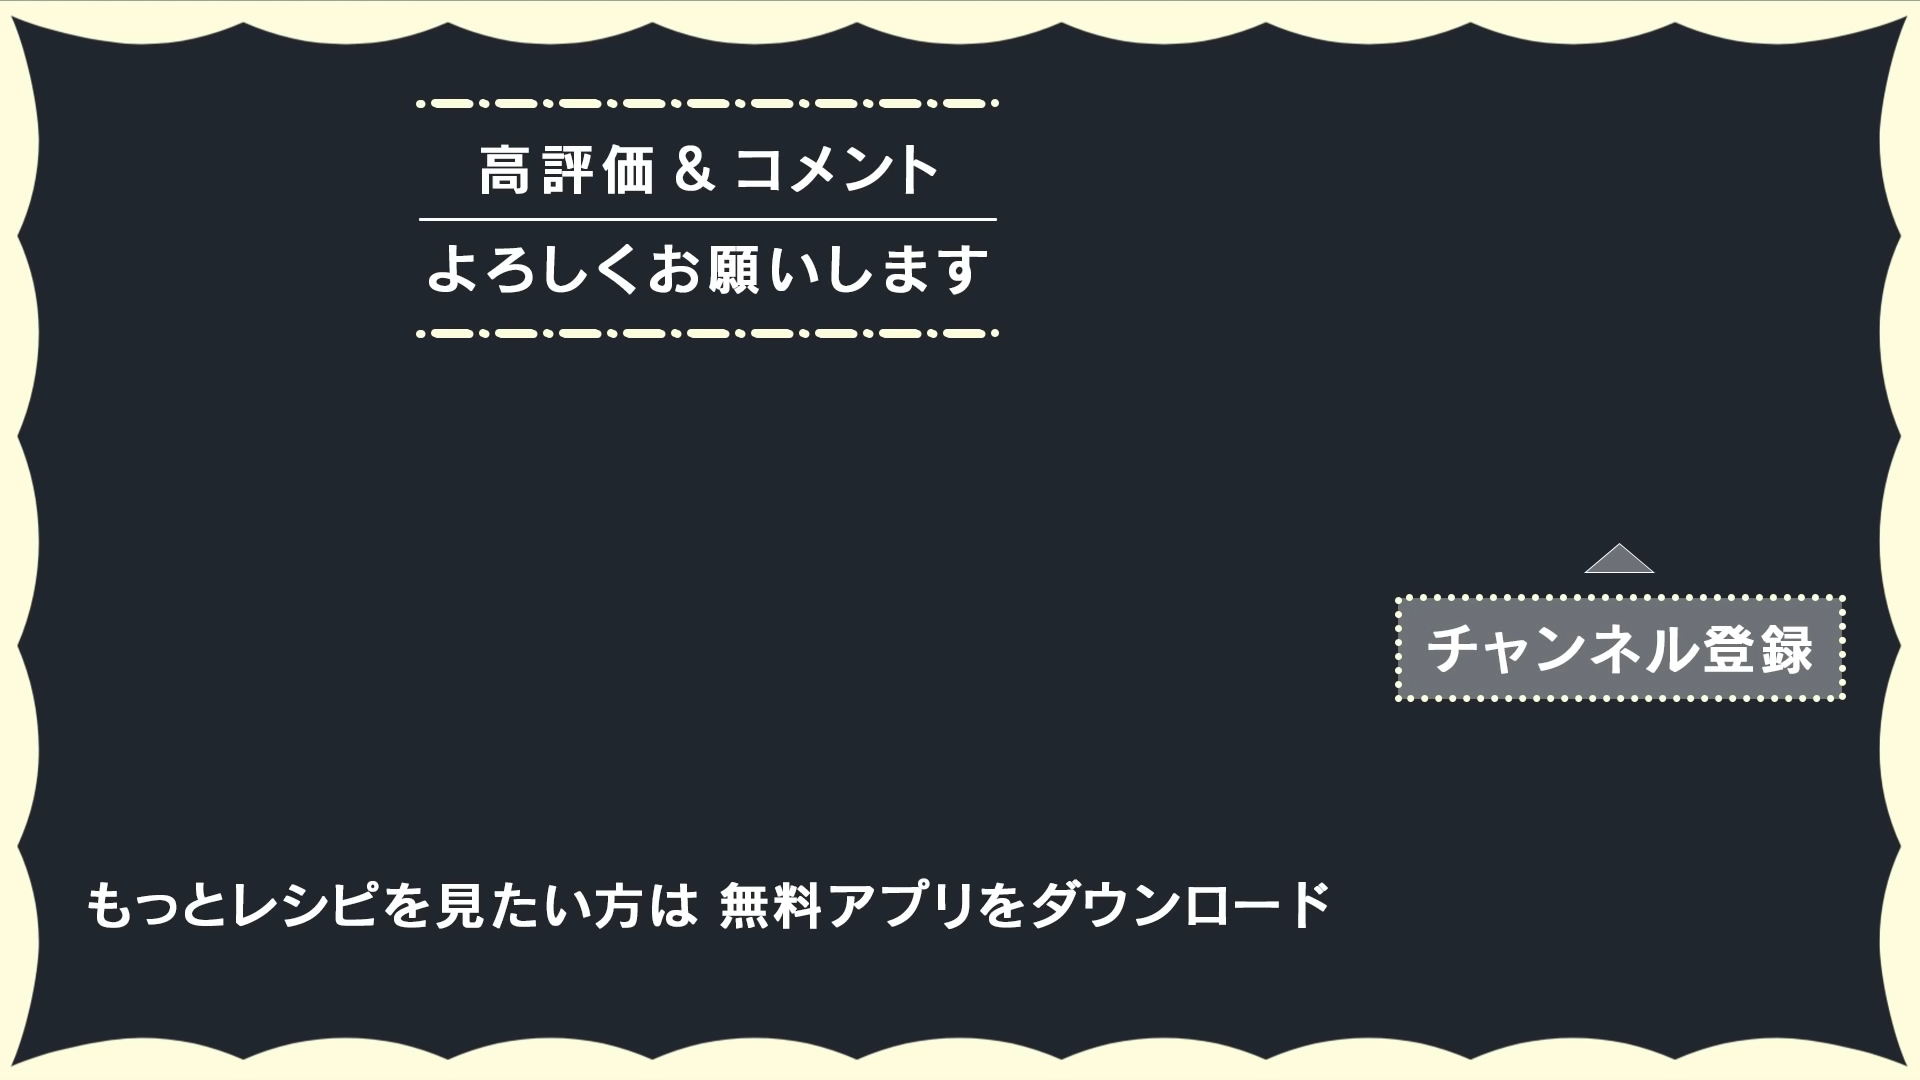 高評価 & コメント
よろしくお願いします
チャンネル登録
もっとレシピを見たい方は 無料アプリをダウンロード